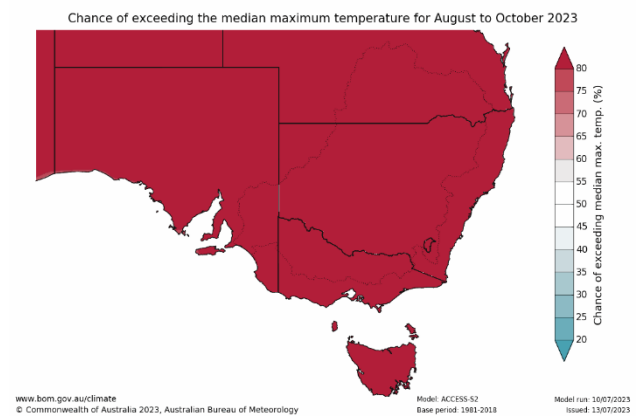 Chance of exceeding the median maximum temperature for August to October 2023
80
75
70
65
60
55
50
45
40
35
30
25
20
Chance of exceeding median max. temp. (%)
www.bom.gov.au/climate
© Commonwealth of Australia 2023, Australian Bureau of Meteorology
Model: ACCESS-S2
Base period: 1981-2018
Model run: 10/07/2023
Issued: 13/07/2023